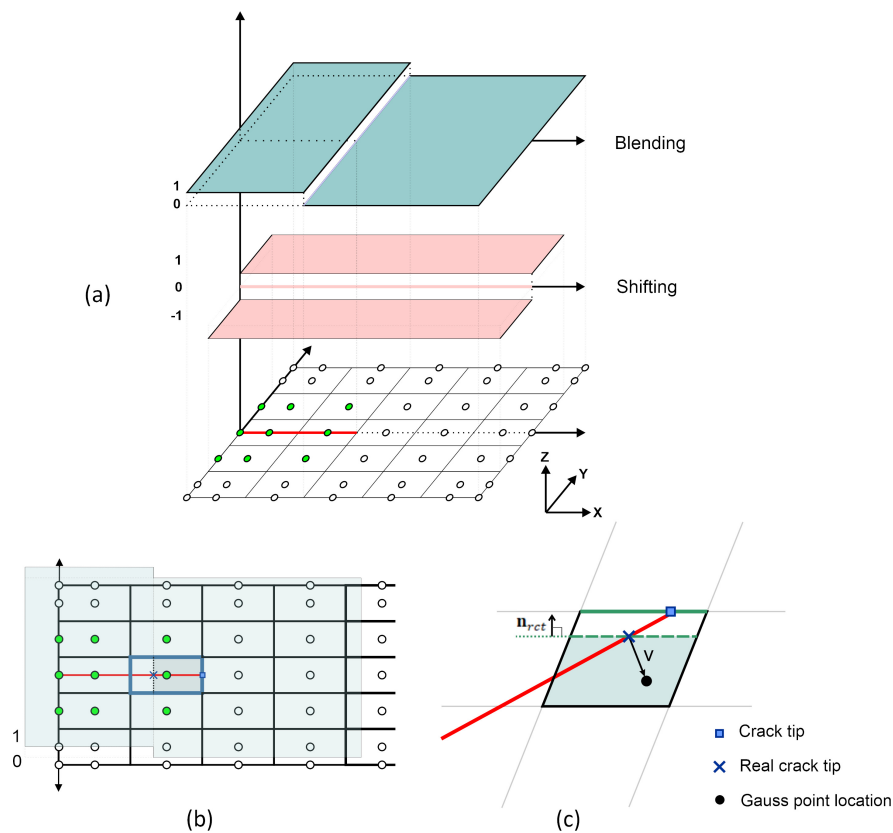 Blending
1
0
1
Shifting
(a)
0
-1
Z
Y
X
n_rct
V
1
0
Crack tip
Real crack tip
Gauss point location
(b)
(c)